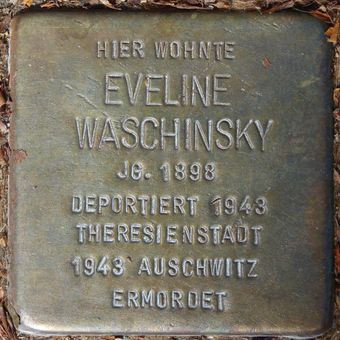 HIER WOHNTE
EVELINE
WASCHINSKY
JG. 1898
DEPORTIERT 1943
THERESIENSTADT
1943 AUSCHWITZ
ERMORDET